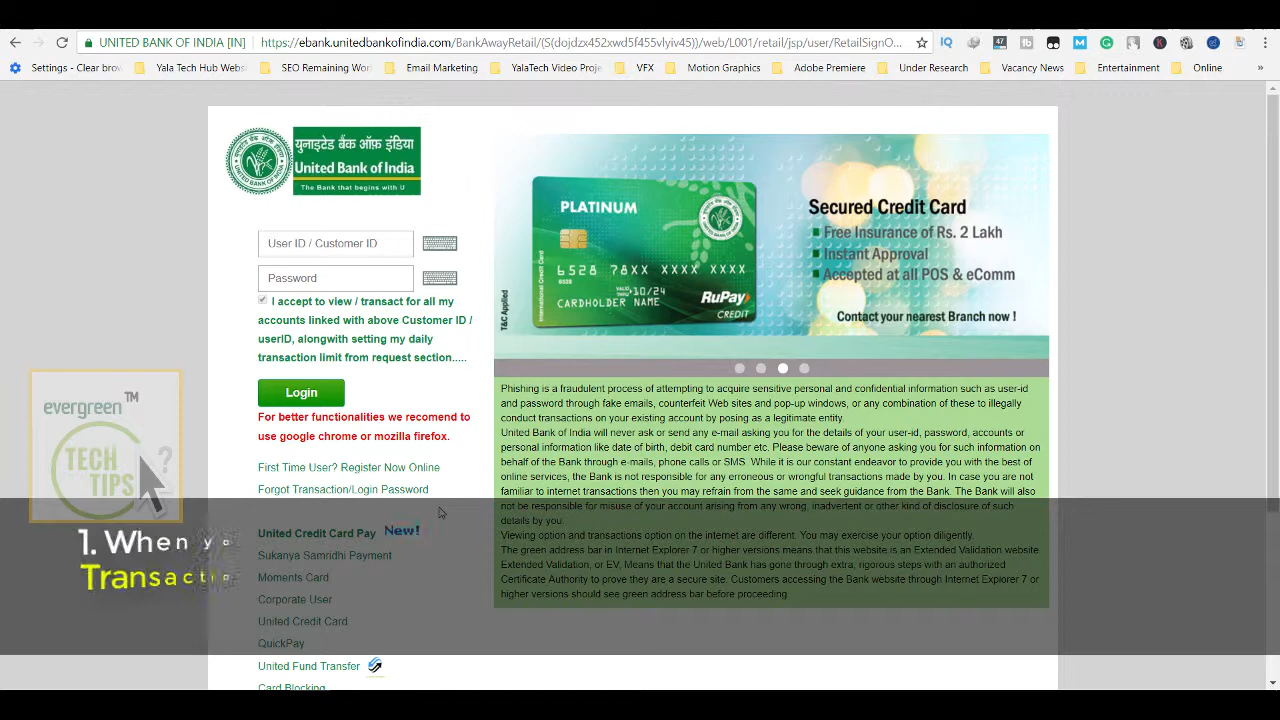 UNITED BANK OF INDIA [IN]
https://ebank.unitedbankofindia.com/BankAwayRetail/(S(dojdzx452xwd5f455vlyiv45))/web/L001/retail/jsp/user/RetailSignO...
Settings - Clear brow
Yala Tech Hub Webs
SEO Remaining Wor
Email Marketing
YalaTech Video Proje
VFX
Motion Graphics
Adobe Premiere
Under Research
Vacancy News
Entertainment
Online
»
युनाइटेड बैंक ऑफ़ इंडिया
United Bank of India
The Bank that begins with U
User ID / Customer ID
Password
I accept to view / transact for all my
accounts linked with above Customer ID /
userID, alongwith setting my daily
transaction limit from request section.....
Login
For better functionalities we recomend to
use google chrome or mozilla firefox.
First Time User? Register Now Online
Forgot Transaction/Login Password
United Credit Card Pay New!
Sukanya Samridhi Payment
Moments Card
Corporate User
United Credit Card
QuickPay
United Fund Transfer
Card Blocking
T&C Applied
PLATINUM
International Credit Card
6528 78XX XXXX XXXX
6528
VALID THRU 10/24
CARDHOLDER NAME
RuPay
CREDIT
Secured Credit Card
Free Insurance of Rs. 2 Lakh
Instant Approval
Accepted at all POS & eComm
Contact your nearest Branch now !
Phishing is a fraudulent process of attempting to acquire sensitive personal and confidential information such as user-id
and password through fake emails, counterfeit Web sites and pop-up windows, or any combination of these to illegally
conduct transactions on your existing account by posing as a legitimate entity.
United Bank of India will never ask or send any e-mail asking you for the details of your user-id, password, accounts or
personal information like date of birth, debit card number etc. Please beware of anyone asking you for such information on
behalf of the Bank through e-mails, phone calls or SMS. While it is our constant endeavor to provide you with the best of
online services, the Bank is not responsible for any erroneous or wrongful transactions made by you. In case you are not
familiar to internet transactions then you may refrain from the same and seek guidance from the Bank. The Bank will also
not be responsible for misuse of your account arising from any wrong, inadvertent or other kind of disclosure of such
details by you.
Viewing option and transactions option on the internet are different. You may exercise your option diligently.
The green address bar in Internet Explorer 7 or higher versions means that this website is an Extended Validation website.
Extended Validation, or EV, Means that the United Bank has gone through extra, rigorous steps with an authorized
Certificate Authority to prove they are a secure site. Customers accessing the Bank website through Internet Explorer 7 or
higher versions should see green address bar before proceeding.
evergreen™
TECH
TIPS
?
1. When yo
Transactio